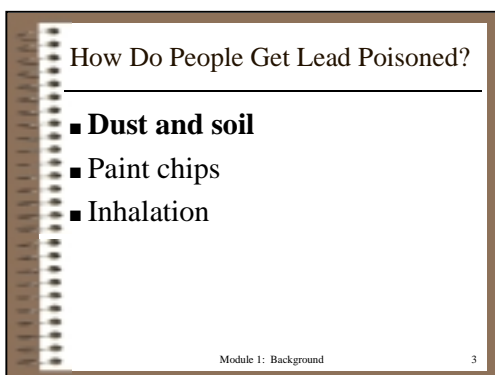 How Do People Get Lead Poisoned?
■ Dust and soil
■ Paint chips
■ Inhalation
Module 1: Background 3